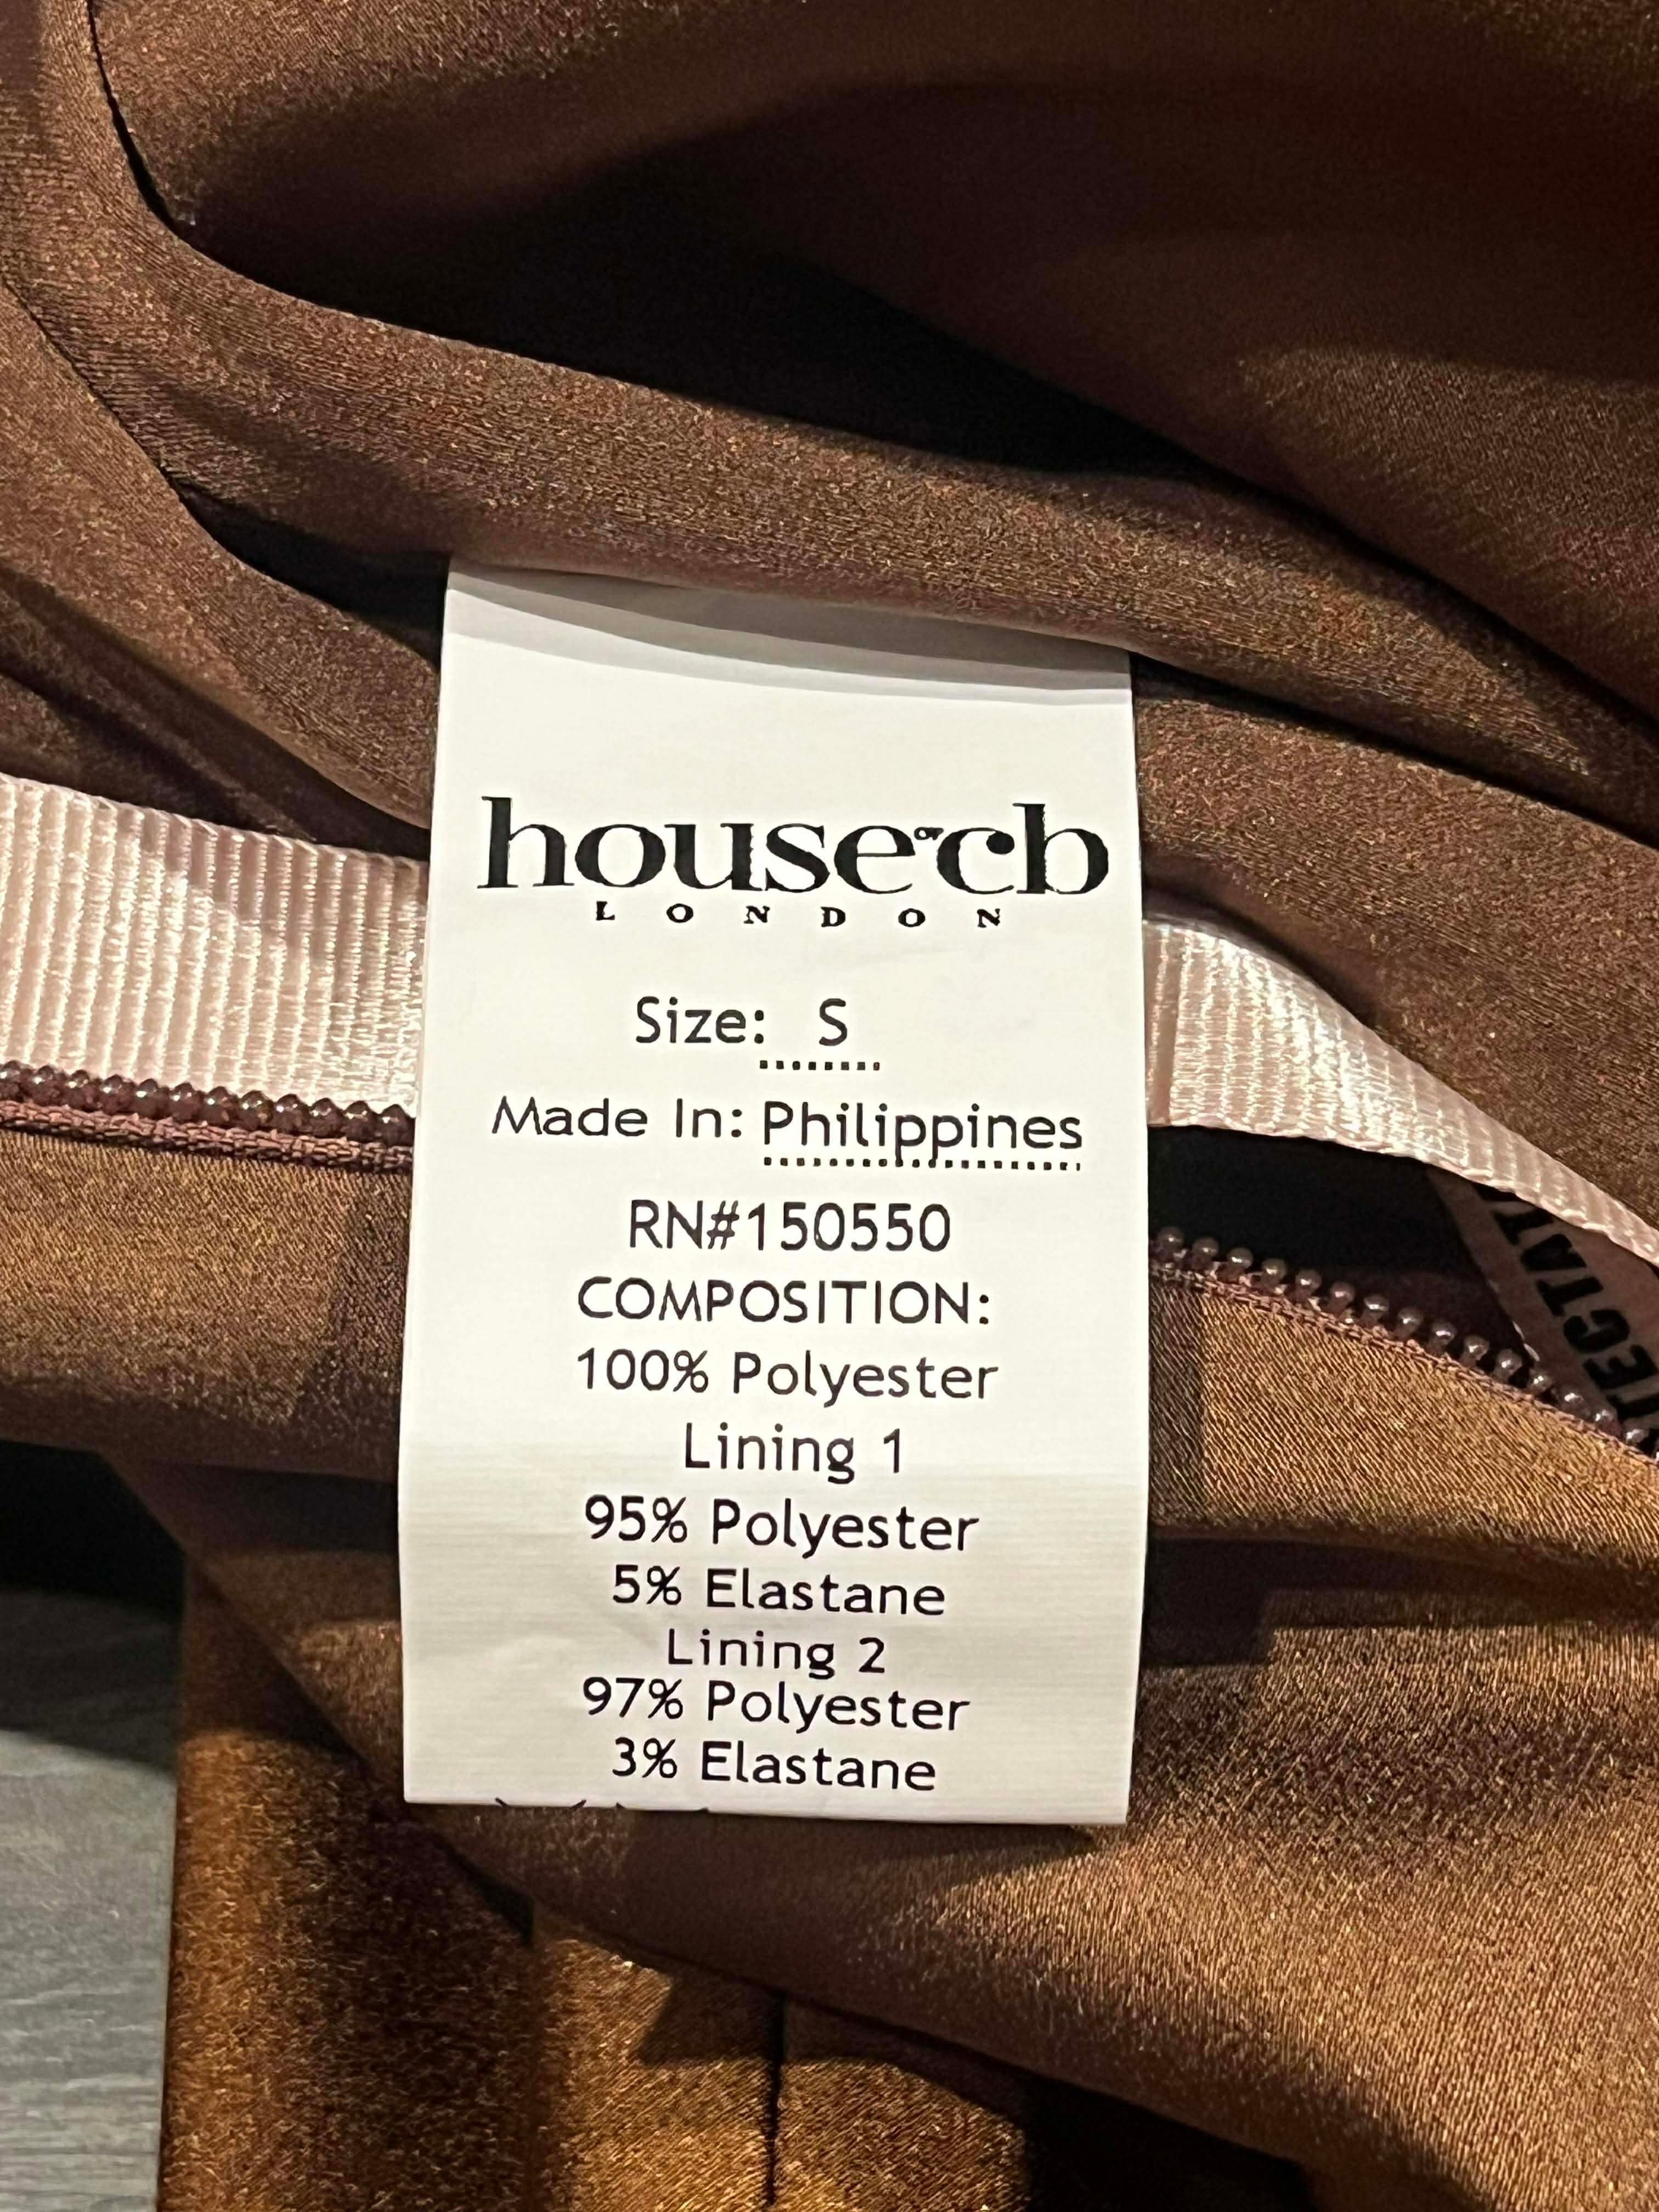 house of cb
LONDON
Size: S
Made In: Philippines
RN#150550
COMPOSITION:
100% Polyester
Lining 1
95% Polyester
5% Elastane
Lining 2
97% Polyester
3% Elastane